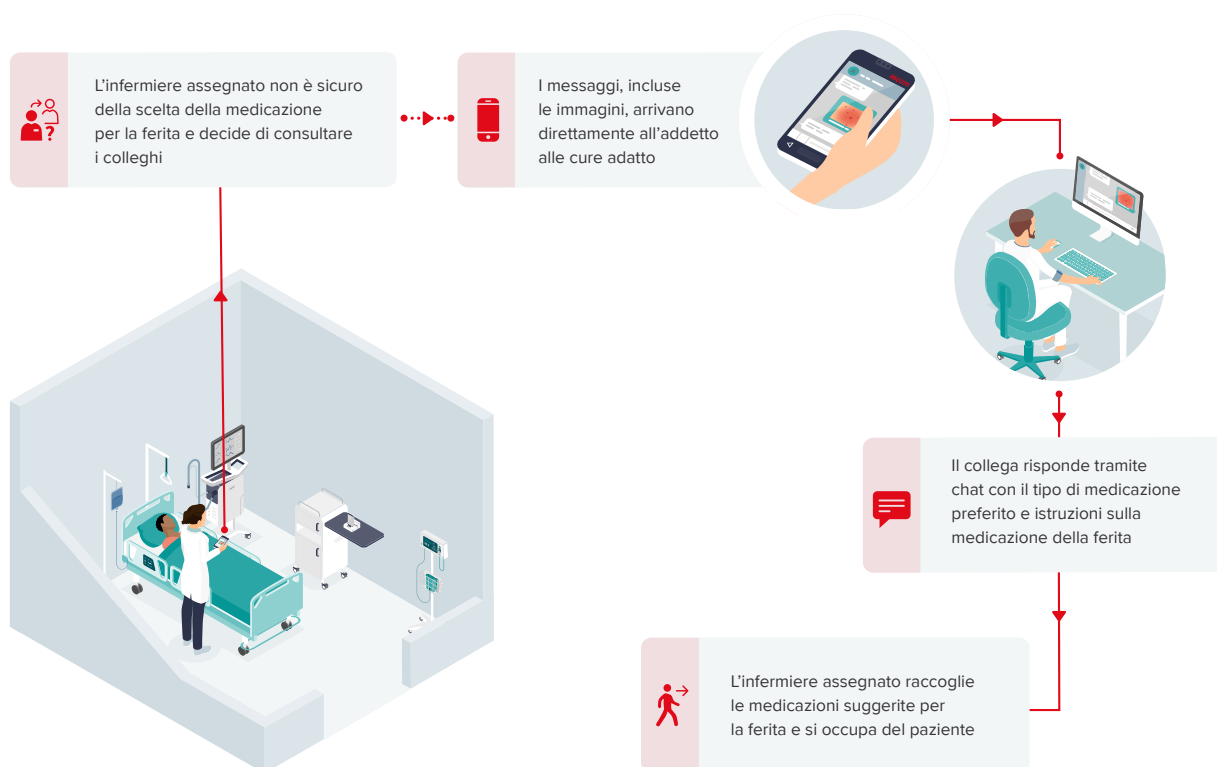 L'infermiere assegnato non è sicuro
della scelta della medicazione
per la ferita e decide di consultare
i colleghi
I messaggi, incluse
le immagini, arrivano
direttamente all'addetto
alle cure adatto
Il collega risponde tramite
chat con il tipo di medicazione
preferito e istruzioni sulla
medicazione della ferita
L'infermiere assegnato raccoglie
le medicazioni suggerite per
la ferita e si occupa del paziente